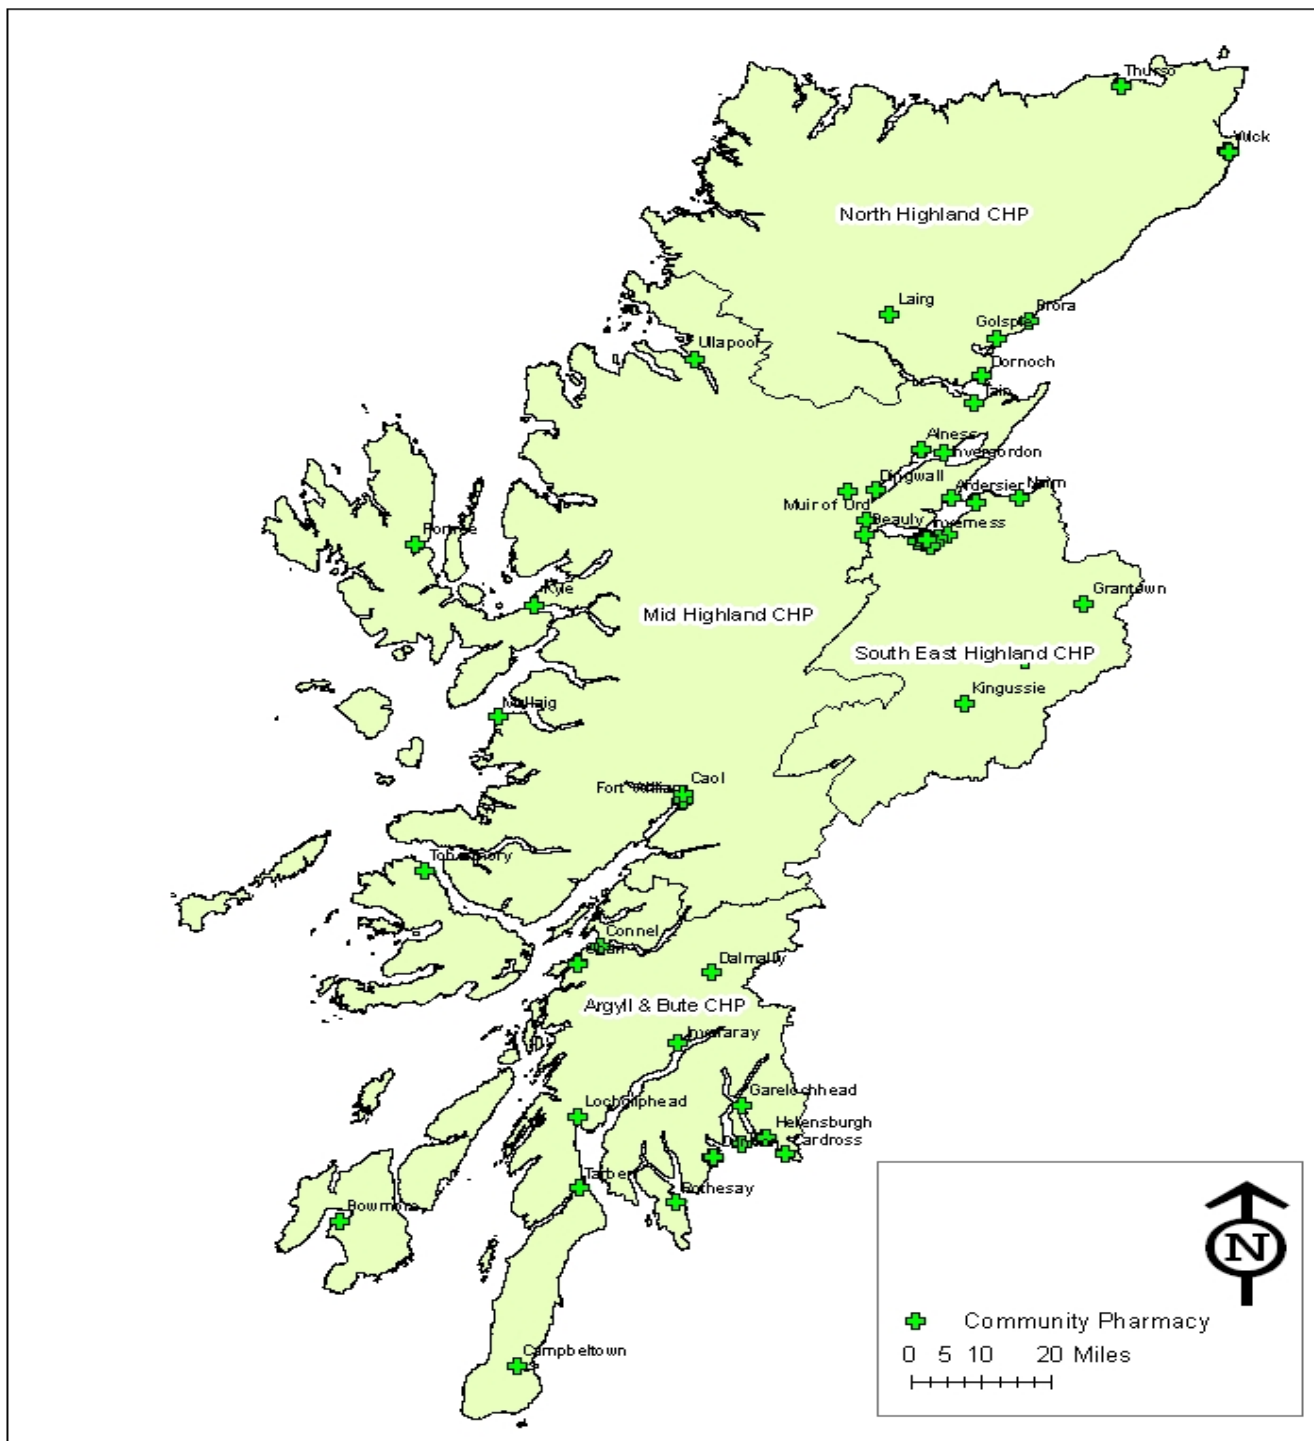 Thurso
Wick
North Highland CHP
Lairg
Brora
Golspie
Ullapool
Dornoch
Tain
Alness
Invergordon
Dingwall
Ardersier
Nairn
Muir of Ord
Beauly
Inverness
Portree
Kyle
Grantown
Mid Highland CHP
South East Highland CHP
Kingussie
Mallaig
Caol
Fort William
Tobermory
Connel
Oban
Dalmally
Argyll & Bute CHP
Inveraray
Garelochhead
Lochgilphead
Helensburgh
Cardross
Tarbert
Rothesay
Bowmore
Campbeltown
N
Community Pharmacy
0 5 10 20 Miles